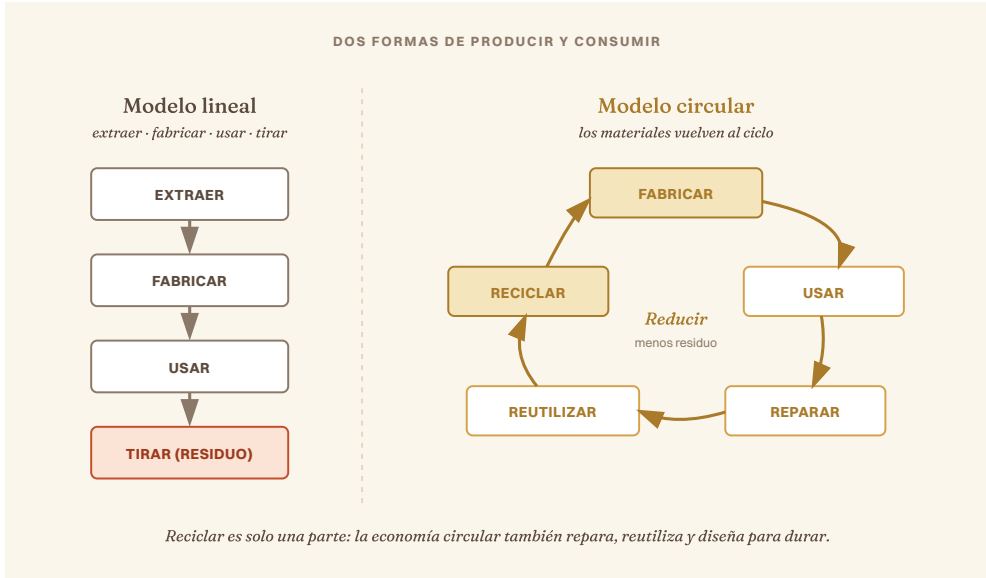 DOS FORMAS DE PRODUCIR Y CONSUMIR
Modelo lineal
extraer · fabricar · usar · tirar
EXTRAER
FABRICAR
USAR
TIRAR (RESIDUO)
Modelo circular
los materiales vuelven al ciclo
FABRICAR
USAR
REPARAR
REUTILIZAR
RECICLAR
Reducir
menos residuo
Reciclar es solo una parte: la economía circular también repara, reutiliza y diseña para durar.